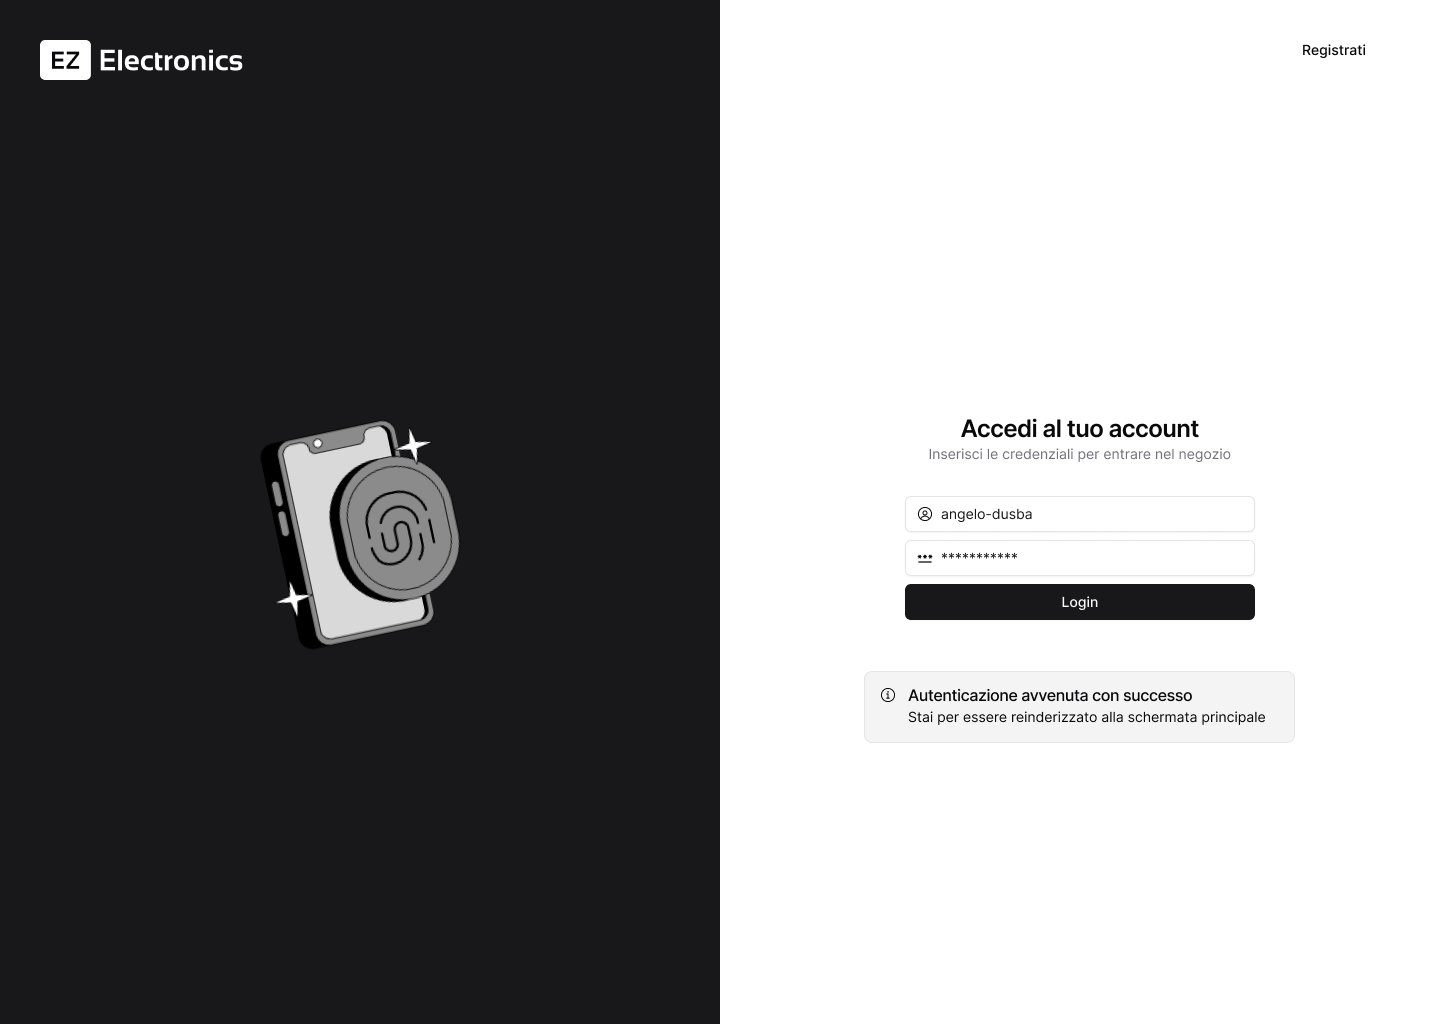 EZ Electronics
Registrati
Accedi al tuo account
Inserisci le credenziali per entrare nel negozio
angelo-dusba
***********
Login
Autenticazione avvenuta con successo
Stai per essere reinderizzato alla schermata principale